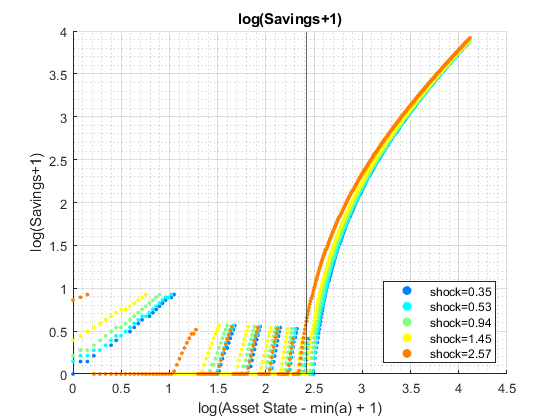 log(Savings+1)
log(Savings+1)
4
3.5
3
2.5
2
1.5
1
0.5
0
0
0.5
1
1.5
2
2.5
3
3.5
4
4.5
log(Asset State - min(a) + 1)
shock=0.35
shock=0.53
shock=0.94
shock=1.45
shock=2.57